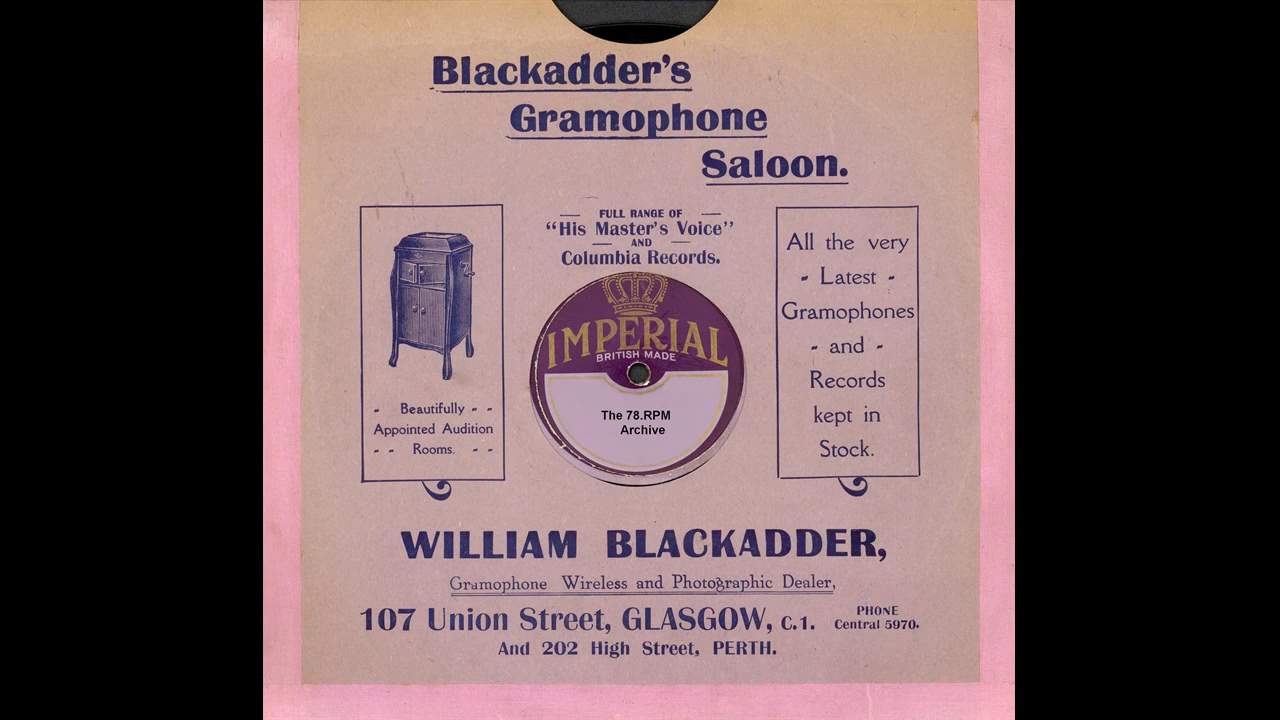 Blackadder's
Gramophone
Saloon.
FULL RANGE OF
"His Master's Voice"
AND
Columbia Records.
- Beautifully - -
Appointed Audition
- - Rooms. - -
IMPERIAL
BRITISH MADE
The 78.RPM
Archive
All the very
- Latest -
Gramophones
- and -
Records
kept in
Stock.
WILLIAM BLACKADDER,
Gramophone Wireless and Photographic Dealer,
107 Union Street, GLASGOW, C.1.
PHONE
Central 5970.
And 202 High Street, PERTH.